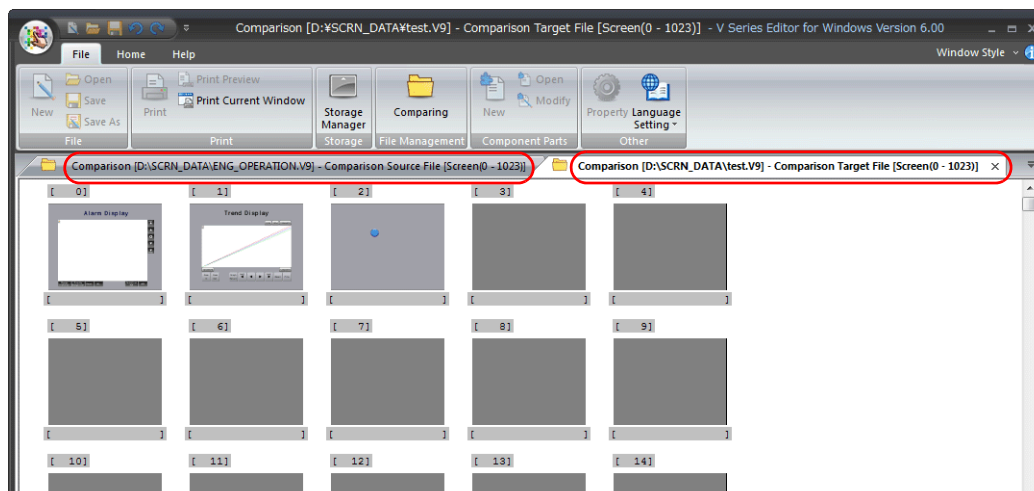 Comparison [D:¥SCRN_DATA¥test.V9] - Comparison Target File [Screen(0 - 1023)] - V Series Editor for Windows Version 6.00
File Home Help Window Style
New Open Save Save As
File
Print Print Preview Print Current Window
Print
Storage Manager
Storage
Comparing
File Management
New Open Modify
Component Parts
Property Language Setting
Other
Comparison [D:\SCRN_DATA\ENG_OPERATION.V9] - Comparison Source File [Screen(0 - 1023)] Comparison [D:\SCRN_DATA\test.V9] - Comparison Target File [Screen(0 - 1023)]
[ 0] [ 1] [ 2] [ 3] [ 4]
Alarm Display Trend Display
[ ] [ ] [ ] [ ] [ ]
[ 5] [ 6] [ 7] [ 8] [ 9]
[ ] [ ] [ ] [ ] [ ]
[ 10] [ 11] [ 12] [ 13] [ 14]